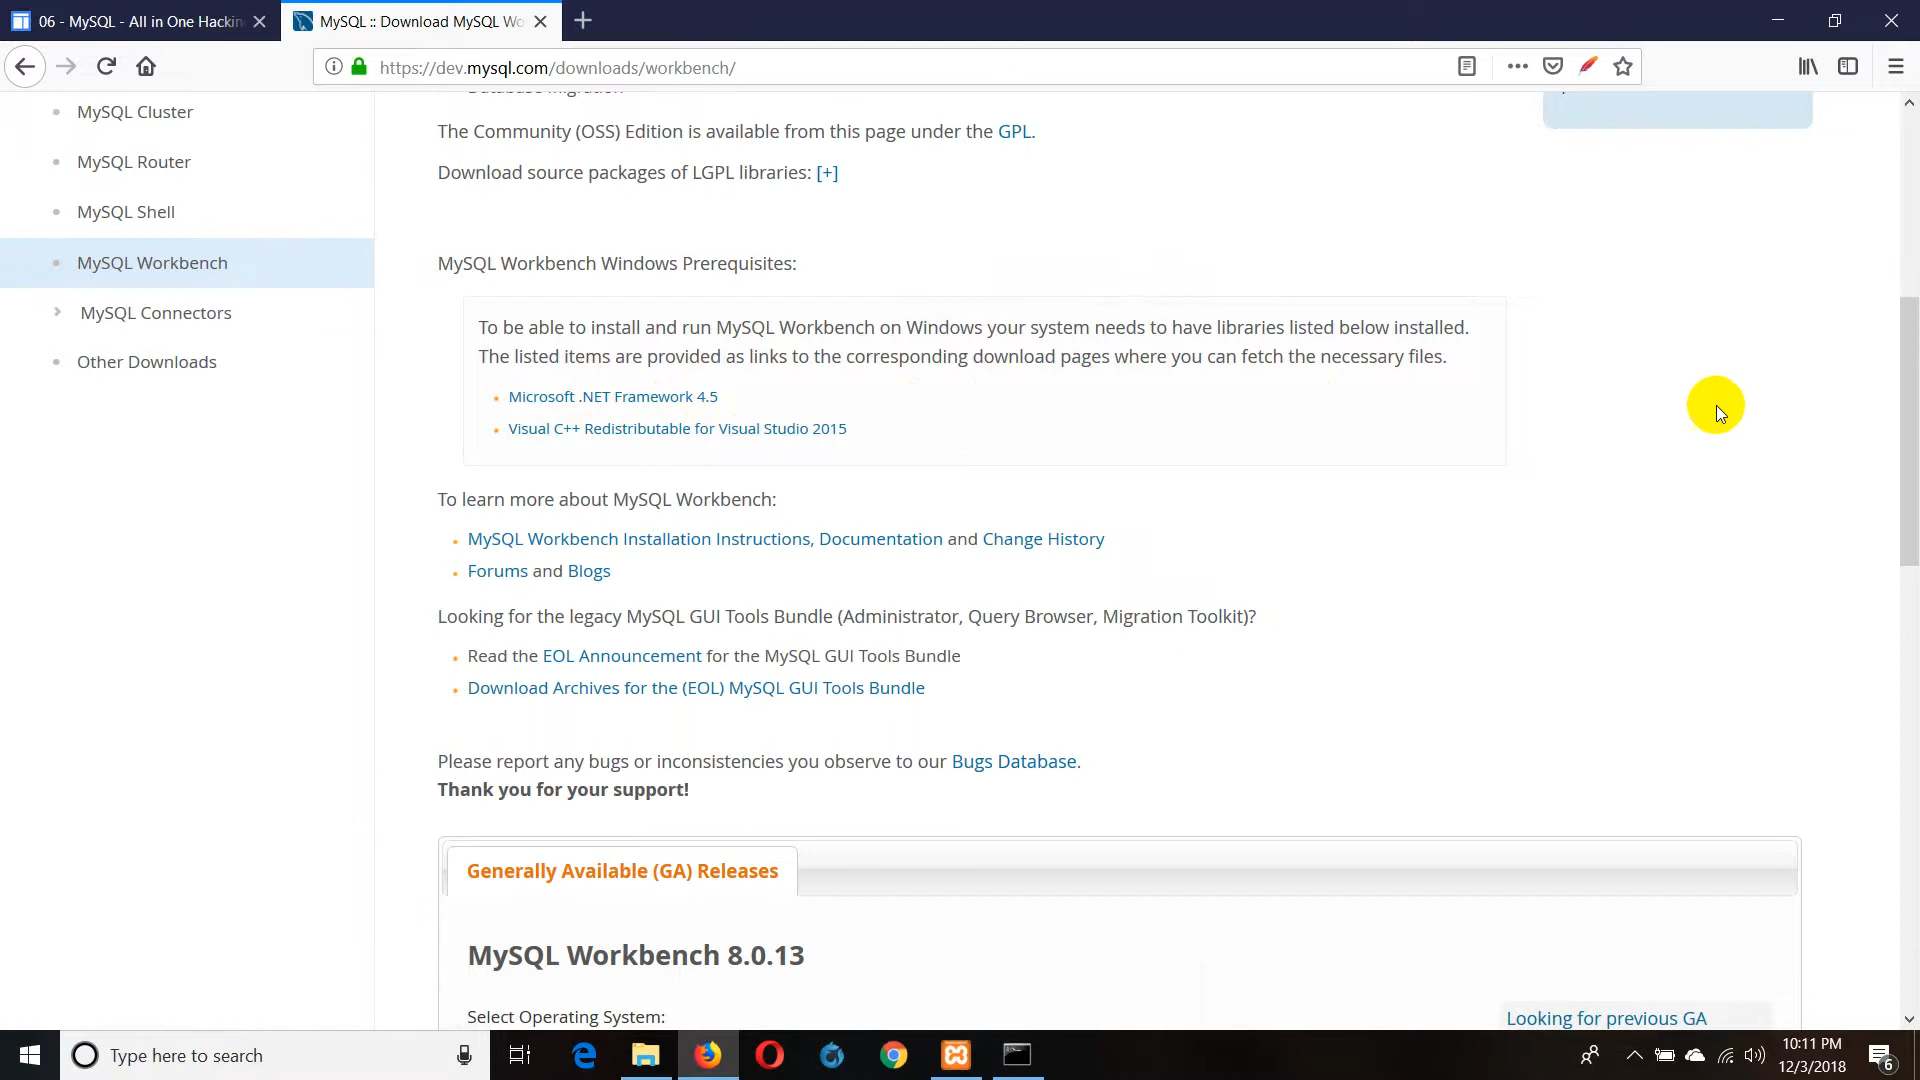 06 - MySQL - All in One Hackin
MySQL :: Download MySQL Wo
https://dev.mysql.com/downloads/workbench/
MySQL Cluster
MySQL Router
MySQL Shell
MySQL Workbench
MySQL Connectors
Other Downloads
Database Migration
The Community (OSS) Edition is available from this page under the GPL.
Download source packages of LGPL libraries: [+]
MySQL Workbench Windows Prerequisites:
To be able to install and run MySQL Workbench on Windows your system needs to have libraries listed below installed.
The listed items are provided as links to the corresponding download pages where you can fetch the necessary files.
Microsoft .NET Framework 4.5
Visual C++ Redistributable for Visual Studio 2015
To learn more about MySQL Workbench:
MySQL Workbench Installation Instructions, Documentation and Change History
Forums and Blogs
Looking for the legacy MySQL GUI Tools Bundle (Administrator, Query Browser, Migration Toolkit)?
Read the EOL Announcement for the MySQL GUI Tools Bundle
Download Archives for the (EOL) MySQL GUI Tools Bundle
Please report any bugs or inconsistencies you observe to our Bugs Database.
Thank you for your support!
Generally Available (GA) Releases
MySQL Workbench 8.0.13
Select Operating System:
Looking for previous GA
Type here to search
10:11 PM
12/3/2018
6